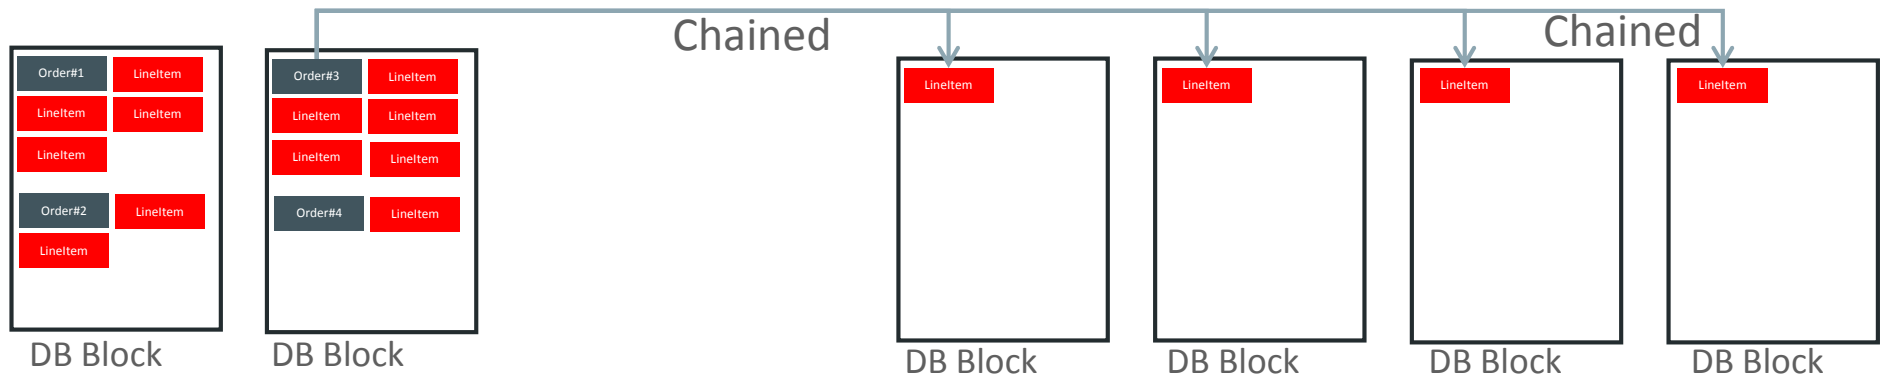 Chained
Chained
Order#1 LineItem
LineItem LineItem
LineItem
Order#2 LineItem
LineItem
DB Block
Order#3 LineItem
LineItem LineItem
LineItem LineItem
Order#4 LineItem
DB Block
LineItem
DB Block
LineItem
DB Block
LineItem
DB Block
LineItem
DB Block